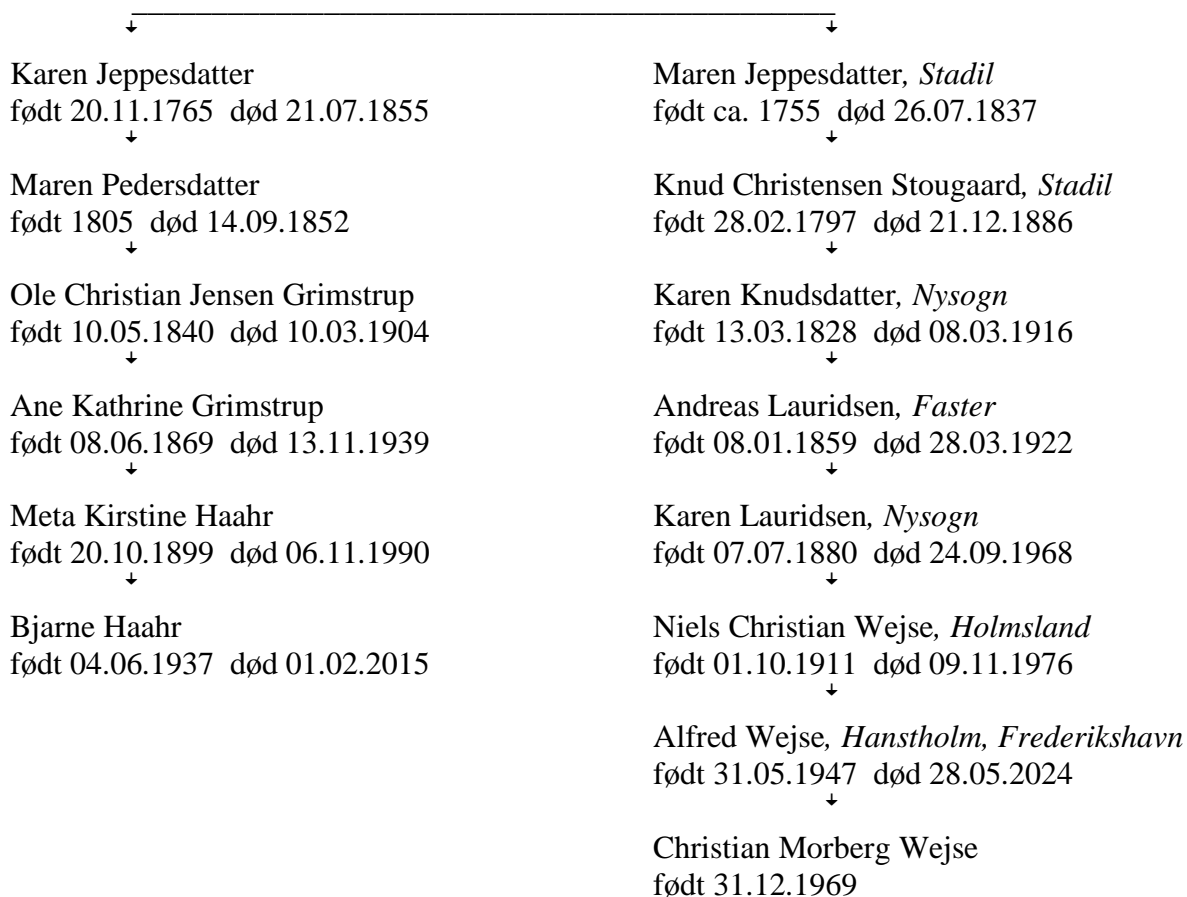 Karen Jeppesdatter
født 20.11.1765 død 21.07.1855
Maren Pedersdatter
født 1805 død 14.09.1852
Ole Christian Jensen Grimstrup
født 10.05.1840 død 10.03.1904
Ane Kathrine Grimstrup
født 08.06.1869 død 13.11.1939
Meta Kirstine Haahr
født 20.10.1899 død 06.11.1990
Bjarne Haahr
født 04.06.1937 død 01.02.2015
Maren Jeppesdatter, Stadil
født ca. 1755 død 26.07.1837
Knud Christensen Stougaard, Stadil
født 28.02.1797 død 21.12.1886
Karen Knudsdatter, Nysogn
født 13.03.1828 død 08.03.1916
Andreas Lauridsen, Faster
født 08.01.1859 død 28.03.1922
Karen Lauridsen, Nysogn
født 07.07.1880 død 24.09.1968
Niels Christian Wejse, Holmsland
født 01.10.1911 død 09.11.1976
Alfred Wejse, Hanstholm, Frederikshavn
født 31.05.1947 død 28.05.2024
Christian Morberg Wejse
født 31.12.1969